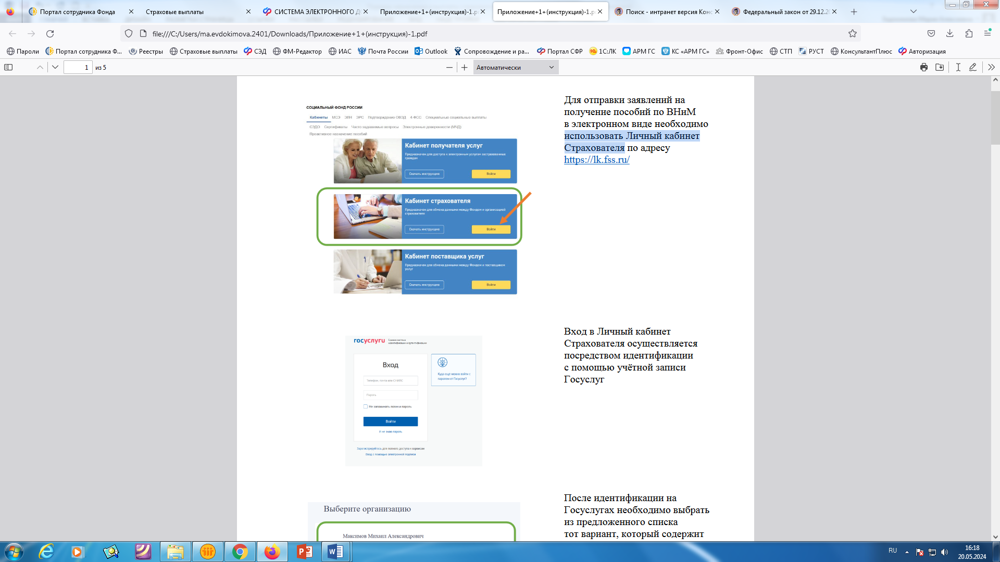 Портал сотрудника Фонда
Страховые выплаты
СИСТЕМА ЭЛЕКТРОННОГО Д
Приложение+1+(инструкция)-1.p
Приложение+1+(инструкция)-1.p
Поиск - интранет версия Конс
Федеральный закон от 29.12.20
file:///C:/Users/ma.evdokimova.2401/Downloads/Приложение+1+(инструкция)-1.pdf
Пароли
Портал сотрудника Ф...
Реестры
Страховые выплаты
СЭД
ФМ-Редактор
ИАС
Почта России
Outlook
Сопровождение и ра...
Портал СФР
1С:ЛК
АРМ ГС
КС «АРМ ГС»
Фронт-Офис
СТП
РУСТ
КонсультантПлюс
Авторизация
1
из 5
Автоматически
СОЦИАЛЬНЫЙ ФОНД РОССИИ
Кабинеты МСЭ ЭЛН ЭРС Подтверждение ОВЭД 4-ФСС Специальные социальные выплаты
СЭДО Сертификаты Часто задаваемые вопросы Электронные доверенности (МЧД)
Проактивное назначение пособий
Кабинет получателя услуг
Предназначен для доступа к электронным услугам застрахованных
граждан
Скачать инструкцию
Войти
Кабинет страхователя
Предназначен для обмена данными между Фондом и организацией
страхователя
Скачать инструкцию
Войти
Кабинет поставщика услуг
Предназначен для обмена данными между Фондом и поставщиком
услуг
Скачать инструкцию
Войти
Для отправки заявлений на
получение пособий по ВНиМ
в электронном виде необходимо
использовать Личный кабинет
Страхователя по адресу
https://lk.fss.ru/
госуслуги
Единая система
идентификации и аутентификации
Вход
Телефон, почта или СНИЛС
Пароль
Не запоминать логин и пароль
Войти
Я не знаю пароль
Куда ещё можно войти с
паролем от Госуслуг?
Зарегистрируйтесь для полного доступа к сервисам
Вход с помощью электронной подписи
Вход в Личный кабинет
Страхователя осуществляется
посредством идентификации
с помощью учётной записи
Госуслуг
Выберите организацию
Максимов Михаил Александрович
После идентификации на
Госуслугах необходимо выбрать
из предложенного списка
тот вариант, который содержит
RU
16:18
20.05.2024